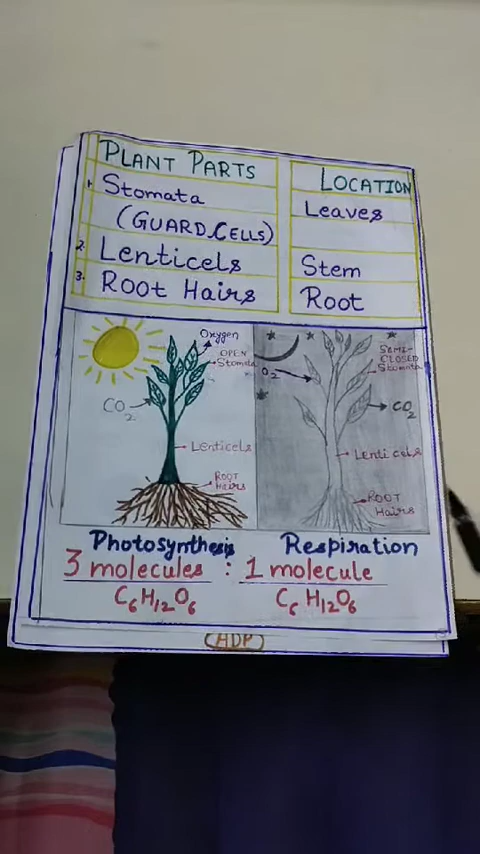 PLANT PARTS
LOCATION
1. Stomata
(GUARD CELLS)
Leaves
2. Lenticels
Stem
3. Root Hairs
Root
Oxygen
OPEN
Stomata
CO2
Lenticels
ROOT
Hairs
O2
SEMI-
CLOSED
Stomata
CO2
Lenticels
ROOT
Hairs
Photosynthesis
Respiration
3 molecules : 1 molecule
C6H12O6
C6H12O6
(ADP)